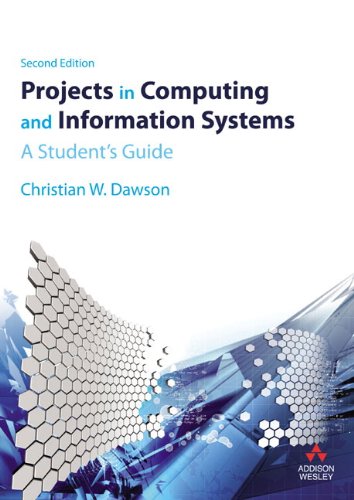 Second Edition
Projects in Computing
and Information Systems
A Student's Guide
Christian W. Dawson
ADDISON
WESLEY